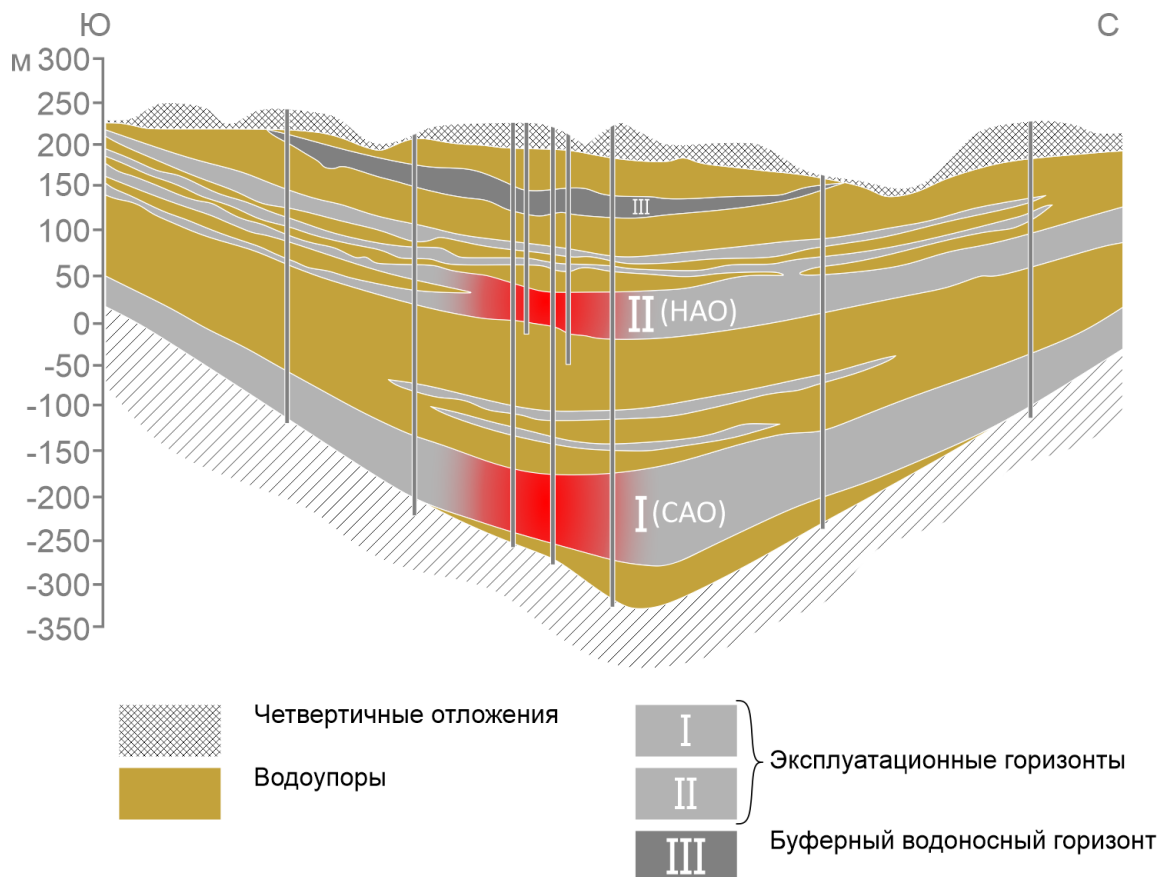 Ю
С
м 300
250
200
150
100
50
0
-50
-100
-150
-200
-250
-300
-350
III
II (НАО)
I (САО)
Четвертичные отложения
Водоупоры
I
II
Эксплуатационные горизонты
III
Буферный водоносный горизонт